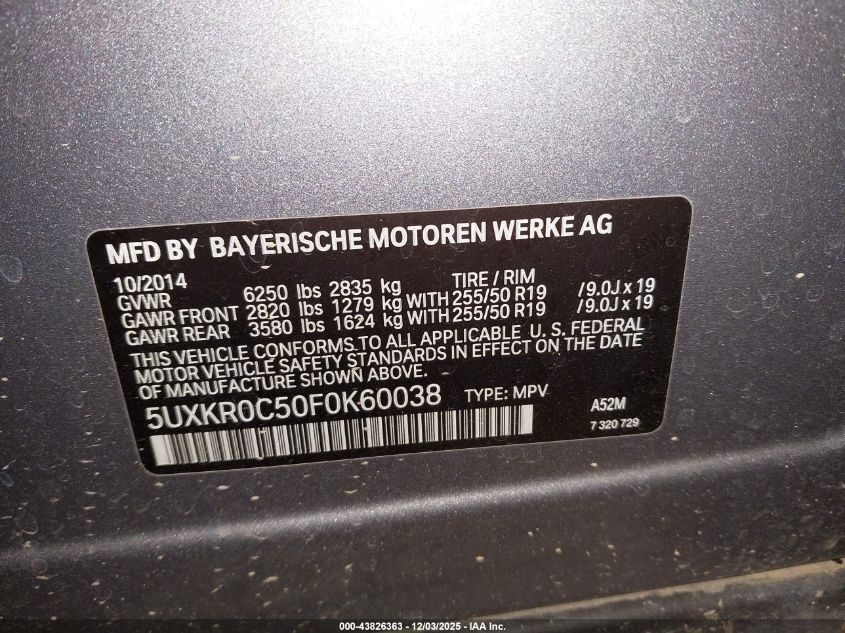 MFD BY BAYERISCHE MOTOREN WERKE AG
10/2014 TIRE / RIM
GVWR 6250 lbs 2835 kg
GAWR FRONT 2820 lbs 1279 kg WITH 255/50 R19 /9.0J x 19
GAWR REAR 3580 lbs 1624 kg WITH 255/50 R19 /9.0J x 19
THIS VEHICLE CONFORMS TO ALL APPLICABLE U. S. FEDERAL
MOTOR VEHICLE SAFETY STANDARDS IN EFFECT ON THE DATE
OF MANUFACTURE SHOWN ABOVE.
5UXKR0C50F0K60038 TYPE: MPV A52M
7 320 729
000-43826363 - 12/03/2025 - IAA Inc.